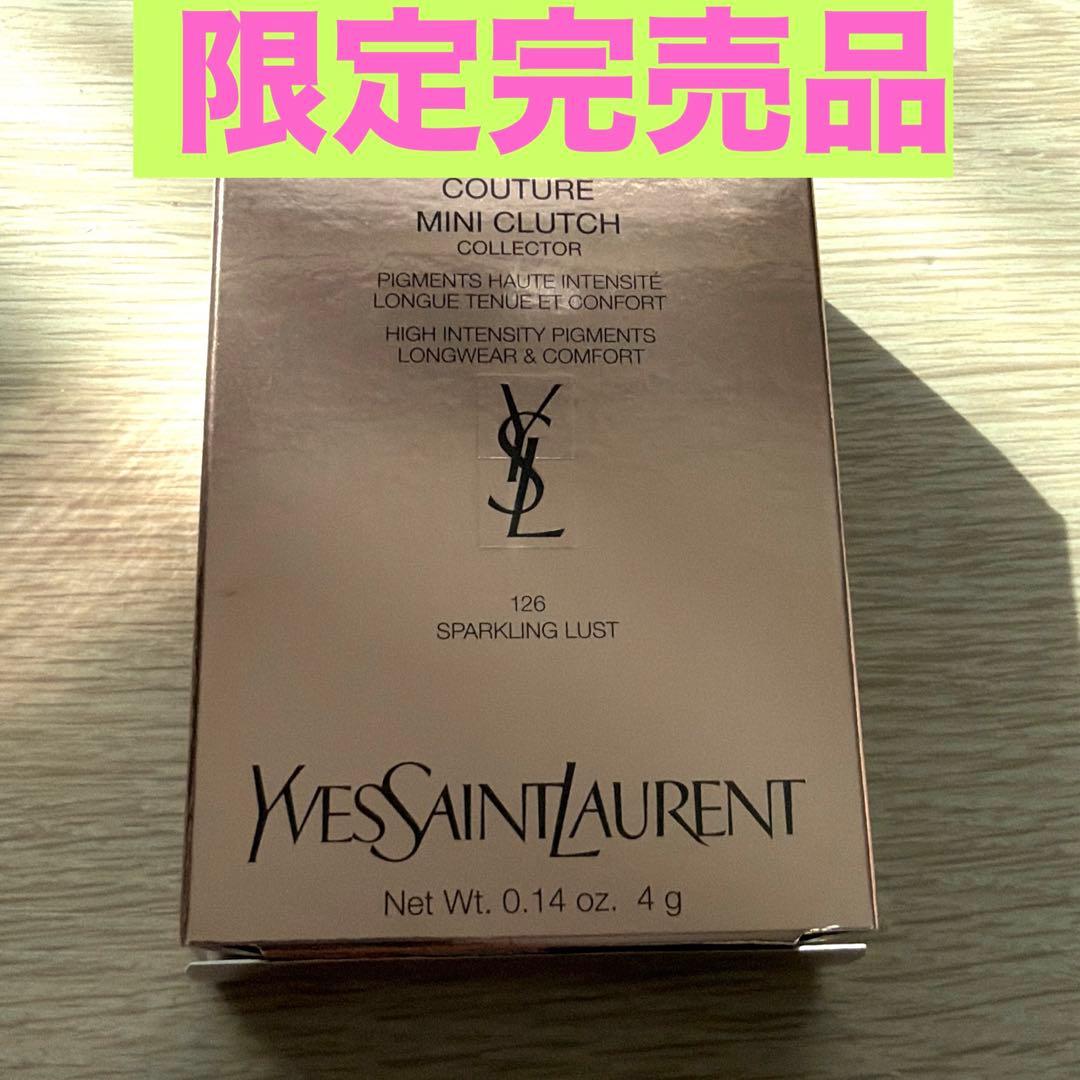 限定完売品
COUTURE
MINI CLUTCH
COLLECTOR
PIGMENTS HAUTE INTENSITÉ
LONGUE TENUE ET CONFORT
HIGH INTENSITY PIGMENTS
LONGWEAR & COMFORT
YSL
126
SPARKLING LUST
YVESSAINTLAURENT
Net Wt. 0.14 oz. 4 g